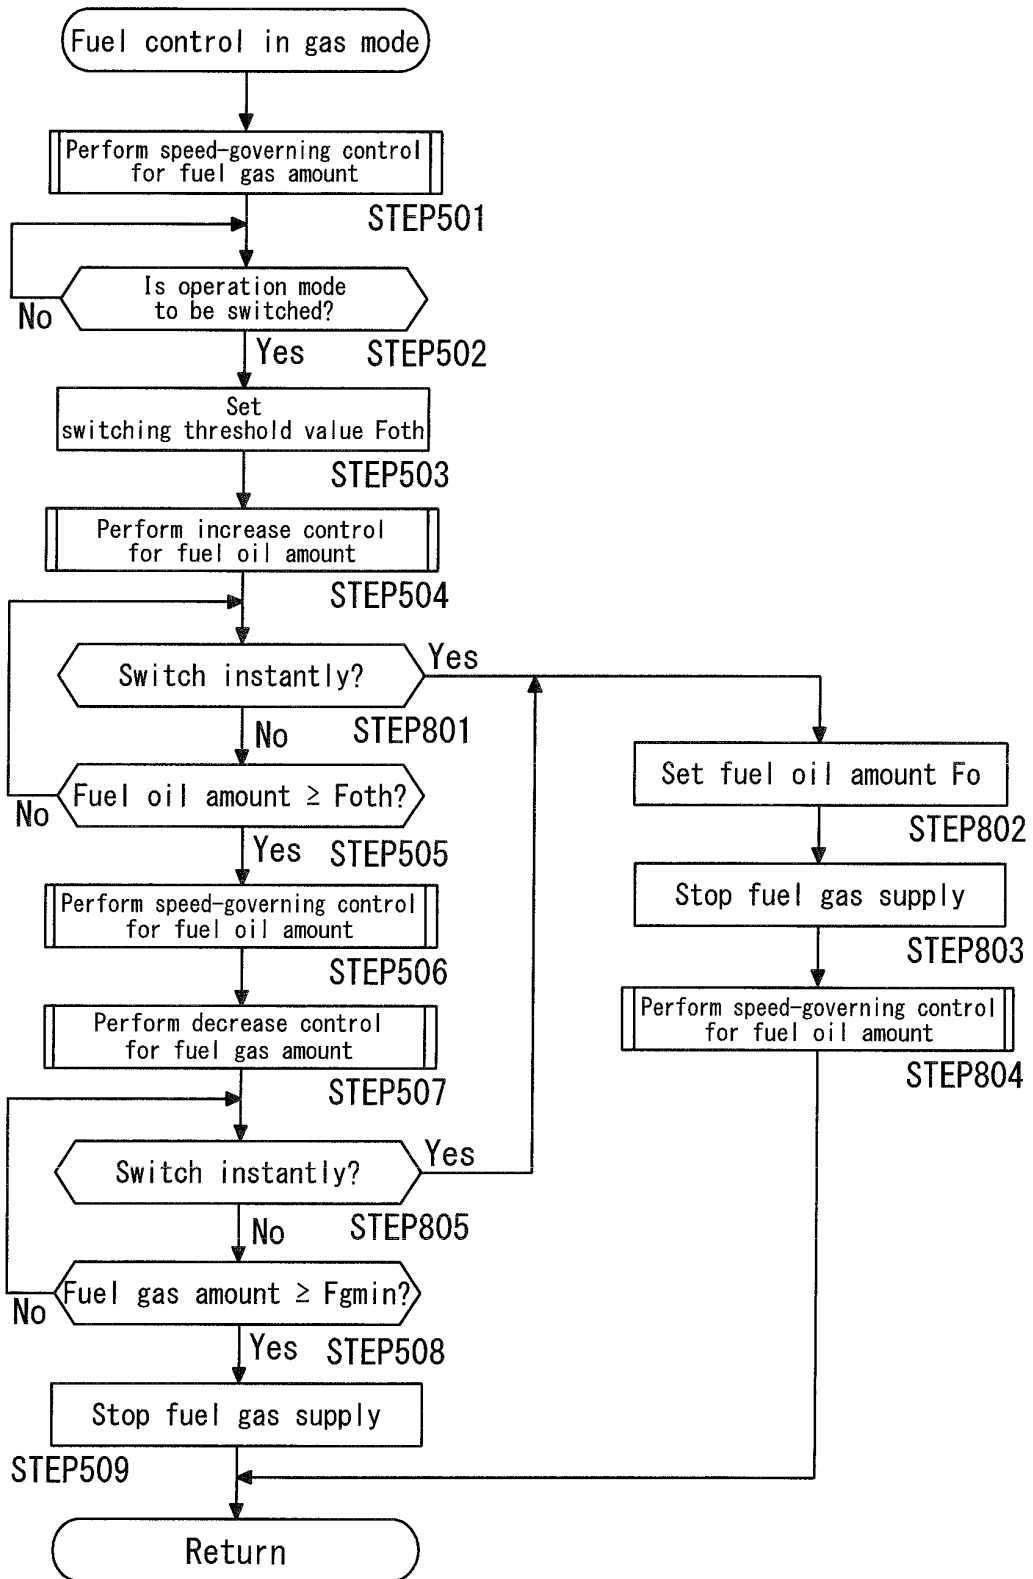 Fuel control in gas mode
Perform speed-governing control
for fuel gas amount
STEP501
Is operation mode
to be switched?
No
STEP502
Yes
Set
switching threshold value Foth
STEP503
Perform increase control
for fuel oil amount
STEP504
Switch instantly?
Yes
STEP801
No
Fuel oil amount ≥ Foth?
No
Yes
STEP505
Perform speed-governing control
for fuel oil amount
STEP506
Perform decrease control
for fuel gas amount
STEP507
Switch instantly?
Yes
STEP805
No
Fuel gas amount ≥ Fgmin?
No
Yes
STEP508
Stop fuel gas supply
STEP509
Set fuel oil amount Fo
STEP802
Stop fuel gas supply
STEP803
Perform speed-governing control
for fuel oil amount
STEP804
Return